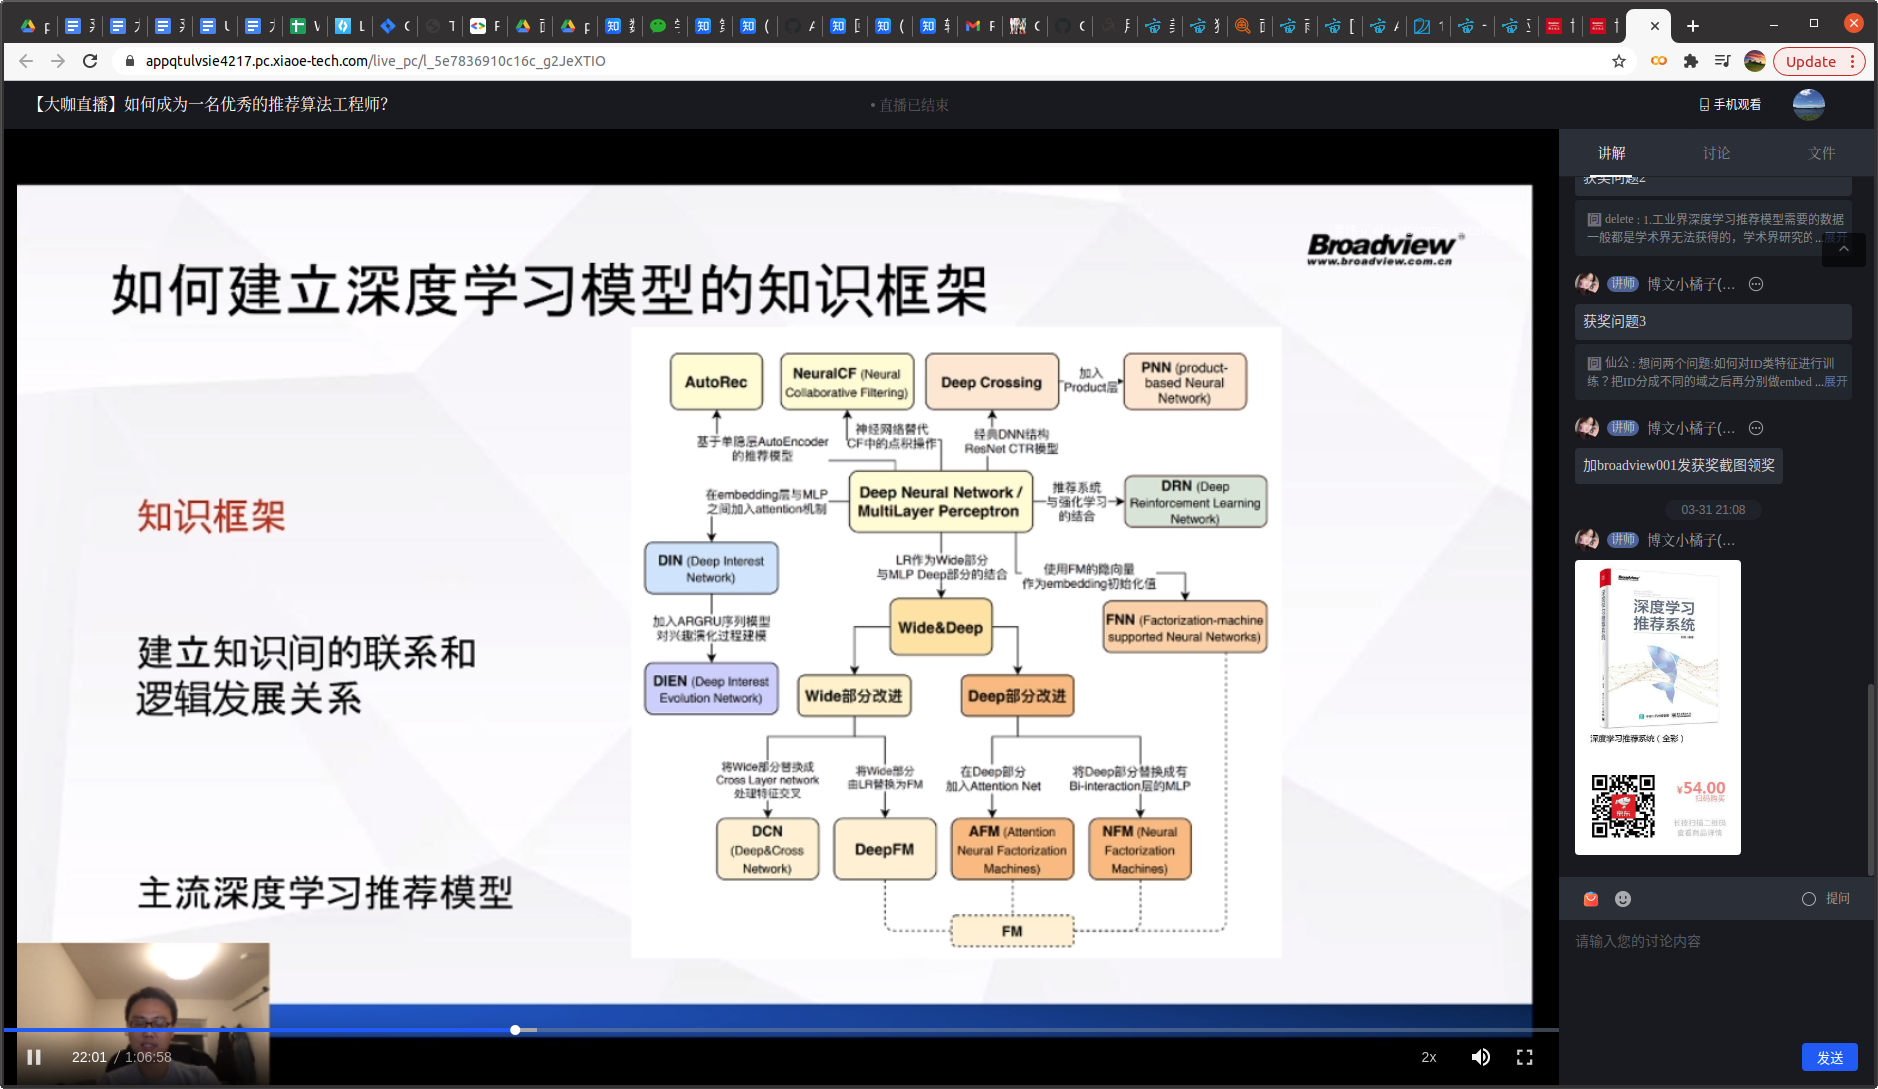 appqtulvsie4217.pc.xiaoe-tech.com/live_pc/l_5e7836910c16c_g2JeXTIO
Update
【大咖直播】如何成为一名优秀的推荐算法工程师?
• 直播已结束
手机观看
Broadview®
www.broadview.com.cn
如何建立深度学习模型的知识框架
知识框架
建立知识间的联系和
逻辑发展关系
主流深度学习推荐模型
AutoRec
NeuralCF (Neural
Collaborative Filtering)
Deep Crossing
加入
Product层
PNN (product-
based Neural
Network)
基于单隐层AutoEncoder
的推荐模型
神经网络替代
CF中的点积操作
经典DNN结构
ResNet CTR模型
在embedding层与MLP
之间加入attention机制
Deep Neural Network /
MultiLayer Perceptron
推荐系统
与强化学习
的结合
DRN (Deep
Reinforcement Learning
Network)
DIN (Deep Interest
Network)
LR作为Wide部分
与MLP Deep部分的结合
使用FM的隐向量
作为embedding初始化值
加入ARGRU序列模型
对兴趣演化过程建模
Wide&Deep
FNN (Factorization-machine
supported Neural Networks)
DIEN (Deep Interest
Evolution Network)
Wide部分改进
Deep部分改进
将Wide部分替换成
Cross Layer network
处理特征交叉
将Wide部分
由LR替换为FM
在Deep部分
加入Attention Net
将Deep部分替换成有
Bi-interaction层的MLP
DCN
(Deep&Cross
Network)
DeepFM
AFM (Attention
Neural Factorization
Machines)
NFM (Neural
Factorization
Machines)
FM
22:01 / 1:06:58
2x
讲解
讨论
文件
获奖问题2
问 delete : 1.工业界深度学习推荐模型需要的数据
一般都是学术界无法获得的，学术界研究的 ...展开
讲师 博文小橘子(...
获奖问题3
问 仙公 : 想问两个问题:如何对ID类特征进行训
练？把ID分成不同的域之后再分别做embed ...展开
讲师 博文小橘子(...
加broadview001发获奖截图领奖
03-31 21:08
讲师 博文小橘子(...
Broadview
深度学习
推荐系统
深度学习推荐系统（全彩）
京东
¥54.00
扫码购买
长按扫描二维码
查看商品详情
提问
请输入您的讨论内容
发送